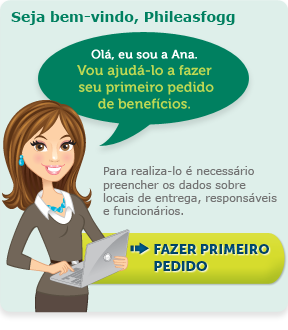 Seja bem-vindo, Phileasfogg
Olá, eu sou a Ana.
Vou ajudá-lo a fazer
seu primeiro pedido
de benefícios.
Para realiza-lo é necessário
preencher os dados sobre
locais de entrega, responsáveis
e funcionários.
FAZER PRIMEIRO
PEDIDO